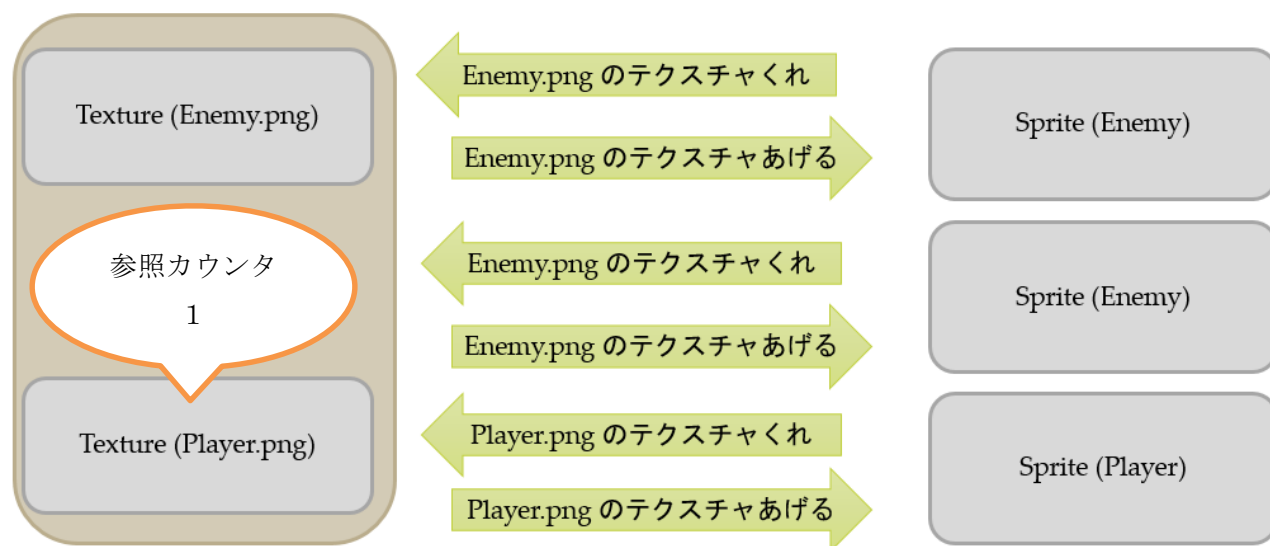 Texture (Enemy.png)
参照カウンタ
1
Texture (Player.png)
Enemy.png のテクスチャくれ
Enemy.png のテクスチャあげる
Enemy.png のテクスチャくれ
Enemy.png のテクスチャあげる
Player.png のテクスチャくれ
Player.png のテクスチャあげる
Sprite (Enemy)
Sprite (Enemy)
Sprite (Player)